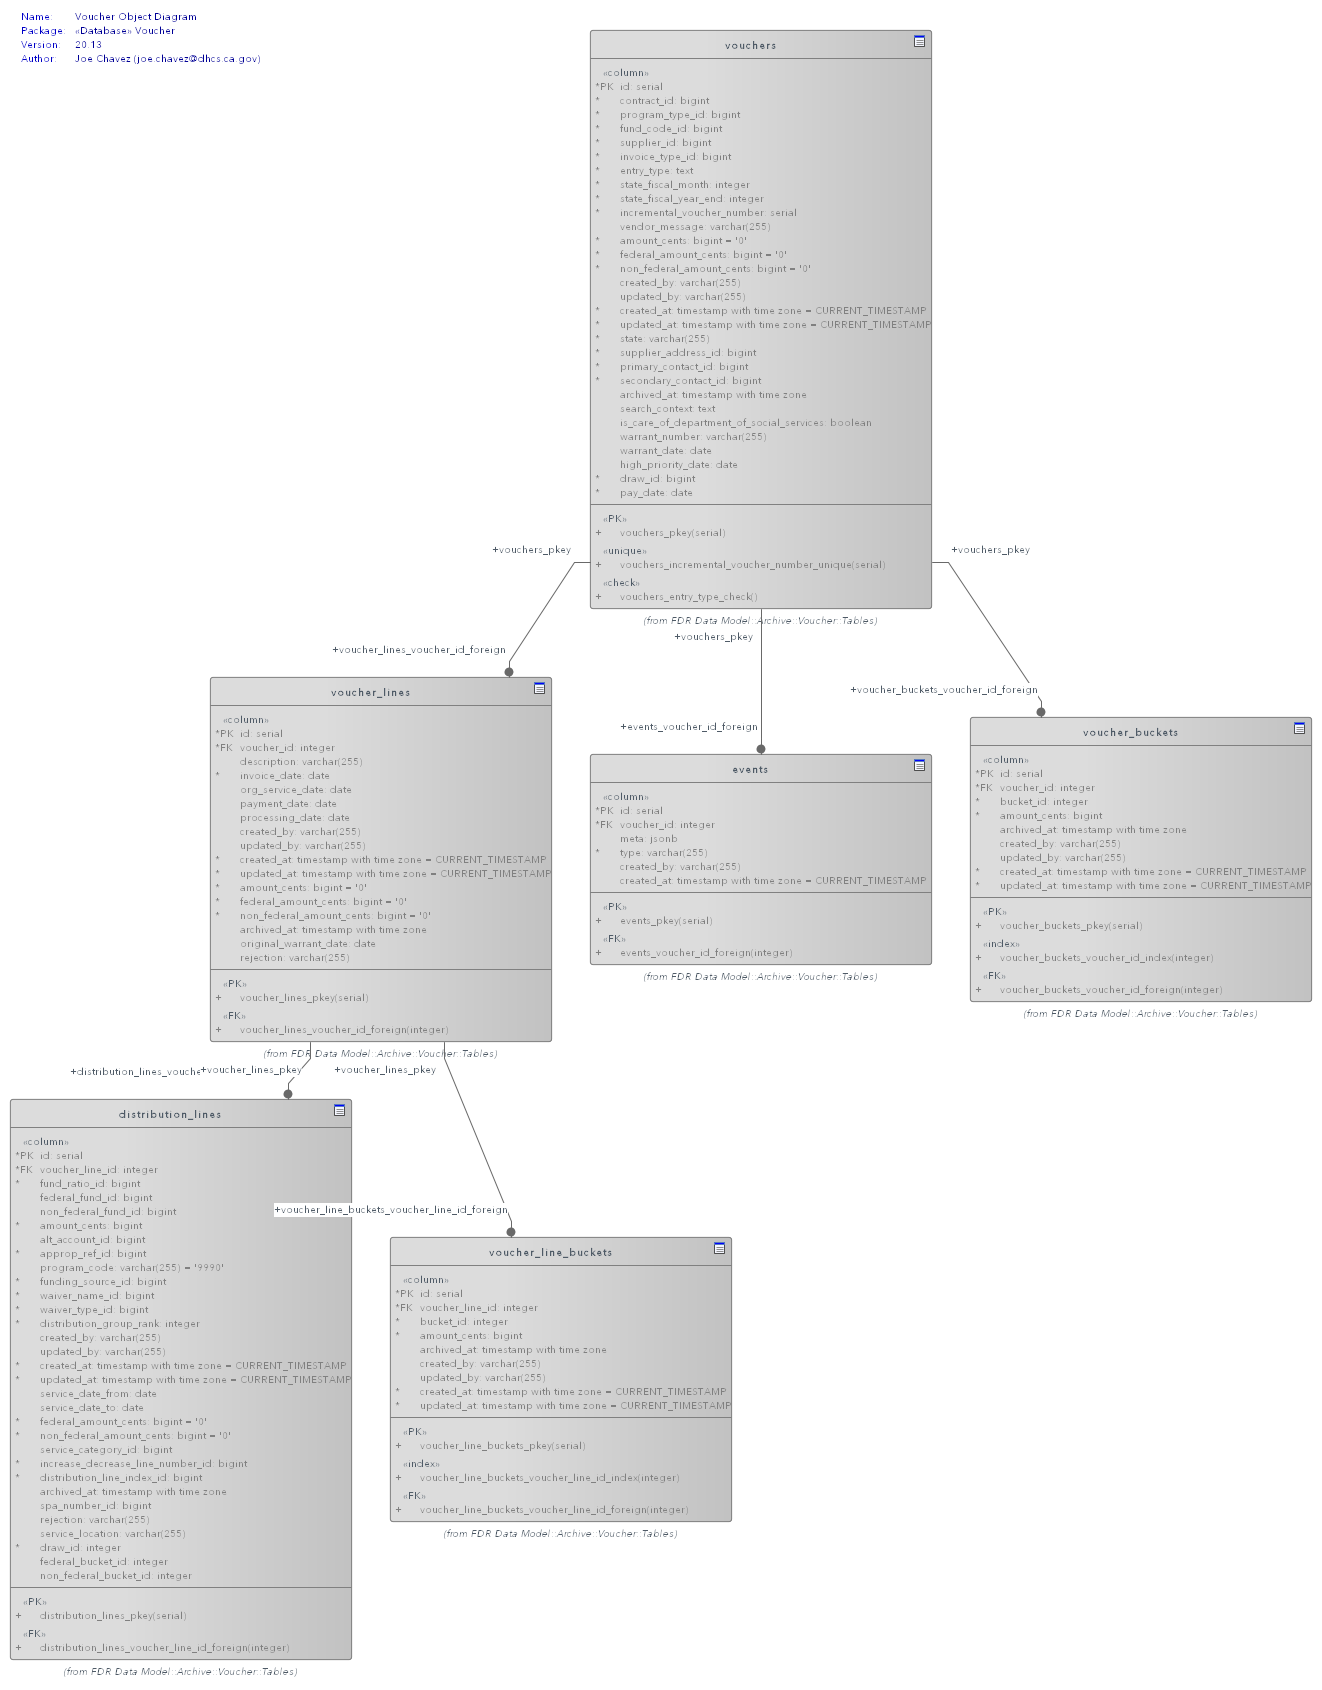 Name: Voucher Object Diagram
Package: «Database» Voucher
Version: 20.13
Author: Joe Chavez (joe.chavez@dhcs.ca.gov)
vouchers
«column»
*PK id: serial
* contract_id: bigint
* program_type_id: bigint
* fund_code_id: bigint
* supplier_id: bigint
* invoice_type_id: bigint
* entry_type: text
* state_fiscal_month: integer
* state_fiscal_year_end: integer
* incremental_voucher_number: serial
vendor_message: varchar(255)
* amount_cents: bigint = '0'
* federal_amount_cents: bigint = '0'
* non_federal_amount_cents: bigint = '0'
created_by: varchar(255)
updated_by: varchar(255)
* created_at: timestamp with time zone = CURRENT_TIMESTAMP
* updated_at: timestamp with time zone = CURRENT_TIMESTAMP
* state: varchar(255)
* supplier_address_id: bigint
* primary_contact_id: bigint
* secondary_contact_id: bigint
archived_at: timestamp with time zone
search_context: text
is_care_of_department_of_social_services: boolean
warrant_number: varchar(255)
warrant_date: date
high_priority_date: date
* draw_id: bigint
* pay_date: date
«PK»
+ vouchers_pkey(serial)
«unique»
+ vouchers_incremental_voucher_number_unique(serial)
«check»
+ vouchers_entry_type_check()
(from FDR Data Model::Archive::Voucher::Tables)
+vouchers_pkey
+vouchers_pkey
+vouchers_pkey
+voucher_lines_voucher_id_foreign
+events_voucher_id_foreign
+voucher_buckets_voucher_id_foreign
voucher_lines
«column»
*PK id: serial
*FK voucher_id: integer
description: varchar(255)
* invoice_date: date
org_service_date: date
payment_date: date
processing_date: date
created_by: varchar(255)
updated_by: varchar(255)
* created_at: timestamp with time zone = CURRENT_TIMESTAMP
* updated_at: timestamp with time zone = CURRENT_TIMESTAMP
* amount_cents: bigint = '0'
* federal_amount_cents: bigint = '0'
* non_federal_amount_cents: bigint = '0'
archived_at: timestamp with time zone
original_warrant_date: date
rejection: varchar(255)
«PK»
+ voucher_lines_pkey(serial)
«FK»
+ voucher_lines_voucher_id_foreign(integer)
(from FDR Data Model::Archive::Voucher::Tables)
events
«column»
*PK id: serial
*FK voucher_id: integer
meta: jsonb
* type: varchar(255)
created_by: varchar(255)
created_at: timestamp with time zone = CURRENT_TIMESTAMP
«PK»
+ events_pkey(serial)
«FK»
+ events_voucher_id_foreign(integer)
(from FDR Data Model::Archive::Voucher::Tables)
voucher_buckets
«column»
*PK id: serial
*FK voucher_id: integer
* bucket_id: integer
* amount_cents: bigint
archived_at: timestamp with time zone
created_by: varchar(255)
updated_by: varchar(255)
* created_at: timestamp with time zone = CURRENT_TIMESTAMP
* updated_at: timestamp with time zone = CURRENT_TIMESTAMP
«PK»
+ voucher_buckets_pkey(serial)
«index»
+ voucher_buckets_voucher_id_index(integer)
«FK»
+ voucher_buckets_voucher_id_foreign(integer)
(from FDR Data Model::Archive::Voucher::Tables)
+distribution_lines_vouche
+voucher_lines_pkey
+voucher_lines_pkey
distribution_lines
«column»
*PK id: serial
*FK voucher_line_id: integer
* fund_ratio_id: bigint
federal_fund_id: bigint
non_federal_fund_id: bigint
* amount_cents: bigint
alt_account_id: bigint
* approp_ref_id: bigint
program_code: varchar(255) = '9990'
* funding_source_id: bigint
* waiver_name_id: bigint
* waiver_type_id: bigint
* distribution_group_rank: integer
created_by: varchar(255)
updated_by: varchar(255)
* created_at: timestamp with time zone = CURRENT_TIMESTAMP
* updated_at: timestamp with time zone = CURRENT_TIMESTAMP
service_date_from: date
service_date_to: date
* federal_amount_cents: bigint = '0'
* non_federal_amount_cents: bigint = '0'
service_category_id: bigint
* increase_decrease_line_number_id: bigint
* distribution_line_index_id: bigint
archived_at: timestamp with time zone
spa_number_id: bigint
rejection: varchar(255)
service_location: varchar(255)
* draw_id: integer
federal_bucket_id: integer
non_federal_bucket_id: integer
«PK»
+ distribution_lines_pkey(serial)
«FK»
+ distribution_lines_voucher_line_id_foreign(integer)
(from FDR Data Model::Archive::Voucher::Tables)
+voucher_line_buckets_voucher_line_id_foreign
voucher_line_buckets
«column»
*PK id: serial
*FK voucher_line_id: integer
* bucket_id: integer
* amount_cents: bigint
archived_at: timestamp with time zone
created_by: varchar(255)
updated_by: varchar(255)
* created_at: timestamp with time zone = CURRENT_TIMESTAMP
* updated_at: timestamp with time zone = CURRENT_TIMESTAMP
«PK»
+ voucher_line_buckets_pkey(serial)
«index»
+ voucher_line_buckets_voucher_line_id_index(integer)
«FK»
+ voucher_line_buckets_voucher_line_id_foreign(integer)
(from FDR Data Model::Archive::Voucher::Tables)